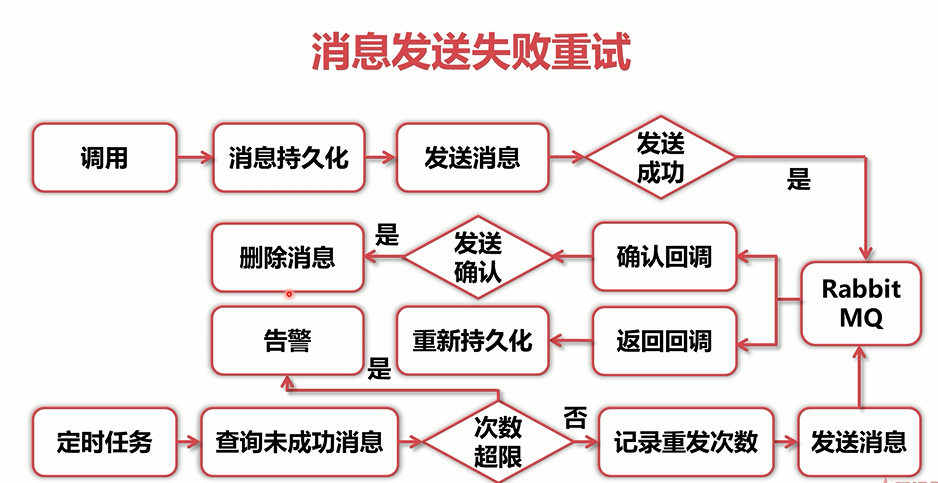 消息发送失败重试
调用
消息持久化
发送消息
发送
成功
是
删除消息
是
发送
确认
确认回调
Rabbit
MQ
告警
是
重新持久化
返回回调
定时任务
查询未成功消息
次数
超限
否
记录重发次数
发送消息